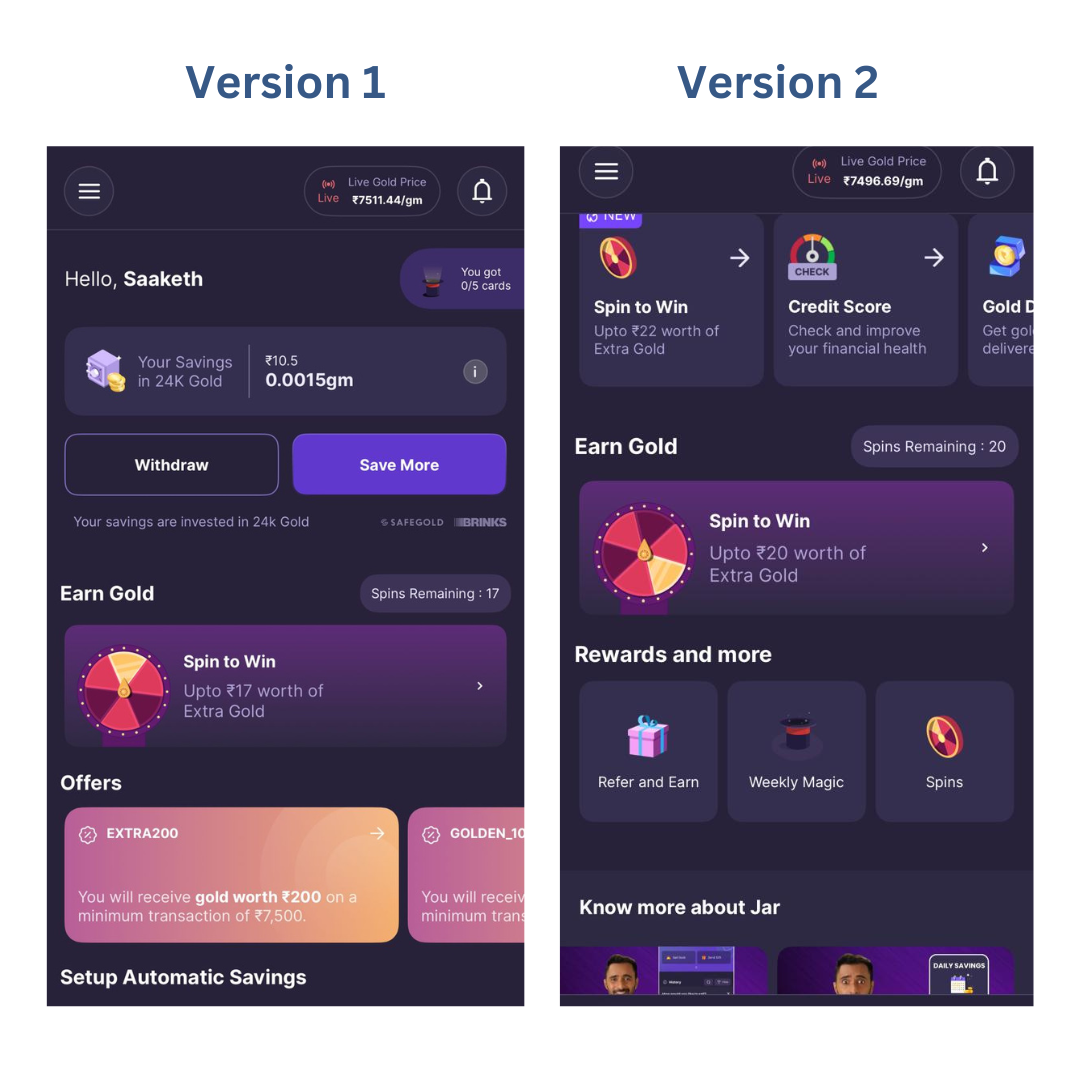 Version 1
Live
Live Gold Price
₹7511.44/gm
Hello, Saaketh
You got
0/5 cards
Your Savings
in 24K Gold
₹10.5
0.0015gm
i
Withdraw
Save More
Your savings are invested in 24k Gold
SAFEGOLD
BRINKS
Earn Gold
Spins Remaining : 17
Spin to Win
Upto ₹17 worth of
Extra Gold
Offers
EXTRA200
You will receive gold worth ₹200 on a
minimum transaction of ₹7,500.
GOLDEN_10
You will receiv
minimum trans
Setup Automatic Savings
Version 2
Live
Live Gold Price
₹7496.69/gm
NEW
Spin to Win
Upto ₹22 worth of
Extra Gold
CHECK
Credit Score
Check and improve
your financial health
Gold D
Get gol
delivere
Earn Gold
Spins Remaining : 20
Spin to Win
Upto ₹20 worth of
Extra Gold
Rewards and more
Refer and Earn
Weekly Magic
Spins
Know more about Jar
DAILY SAVINGS